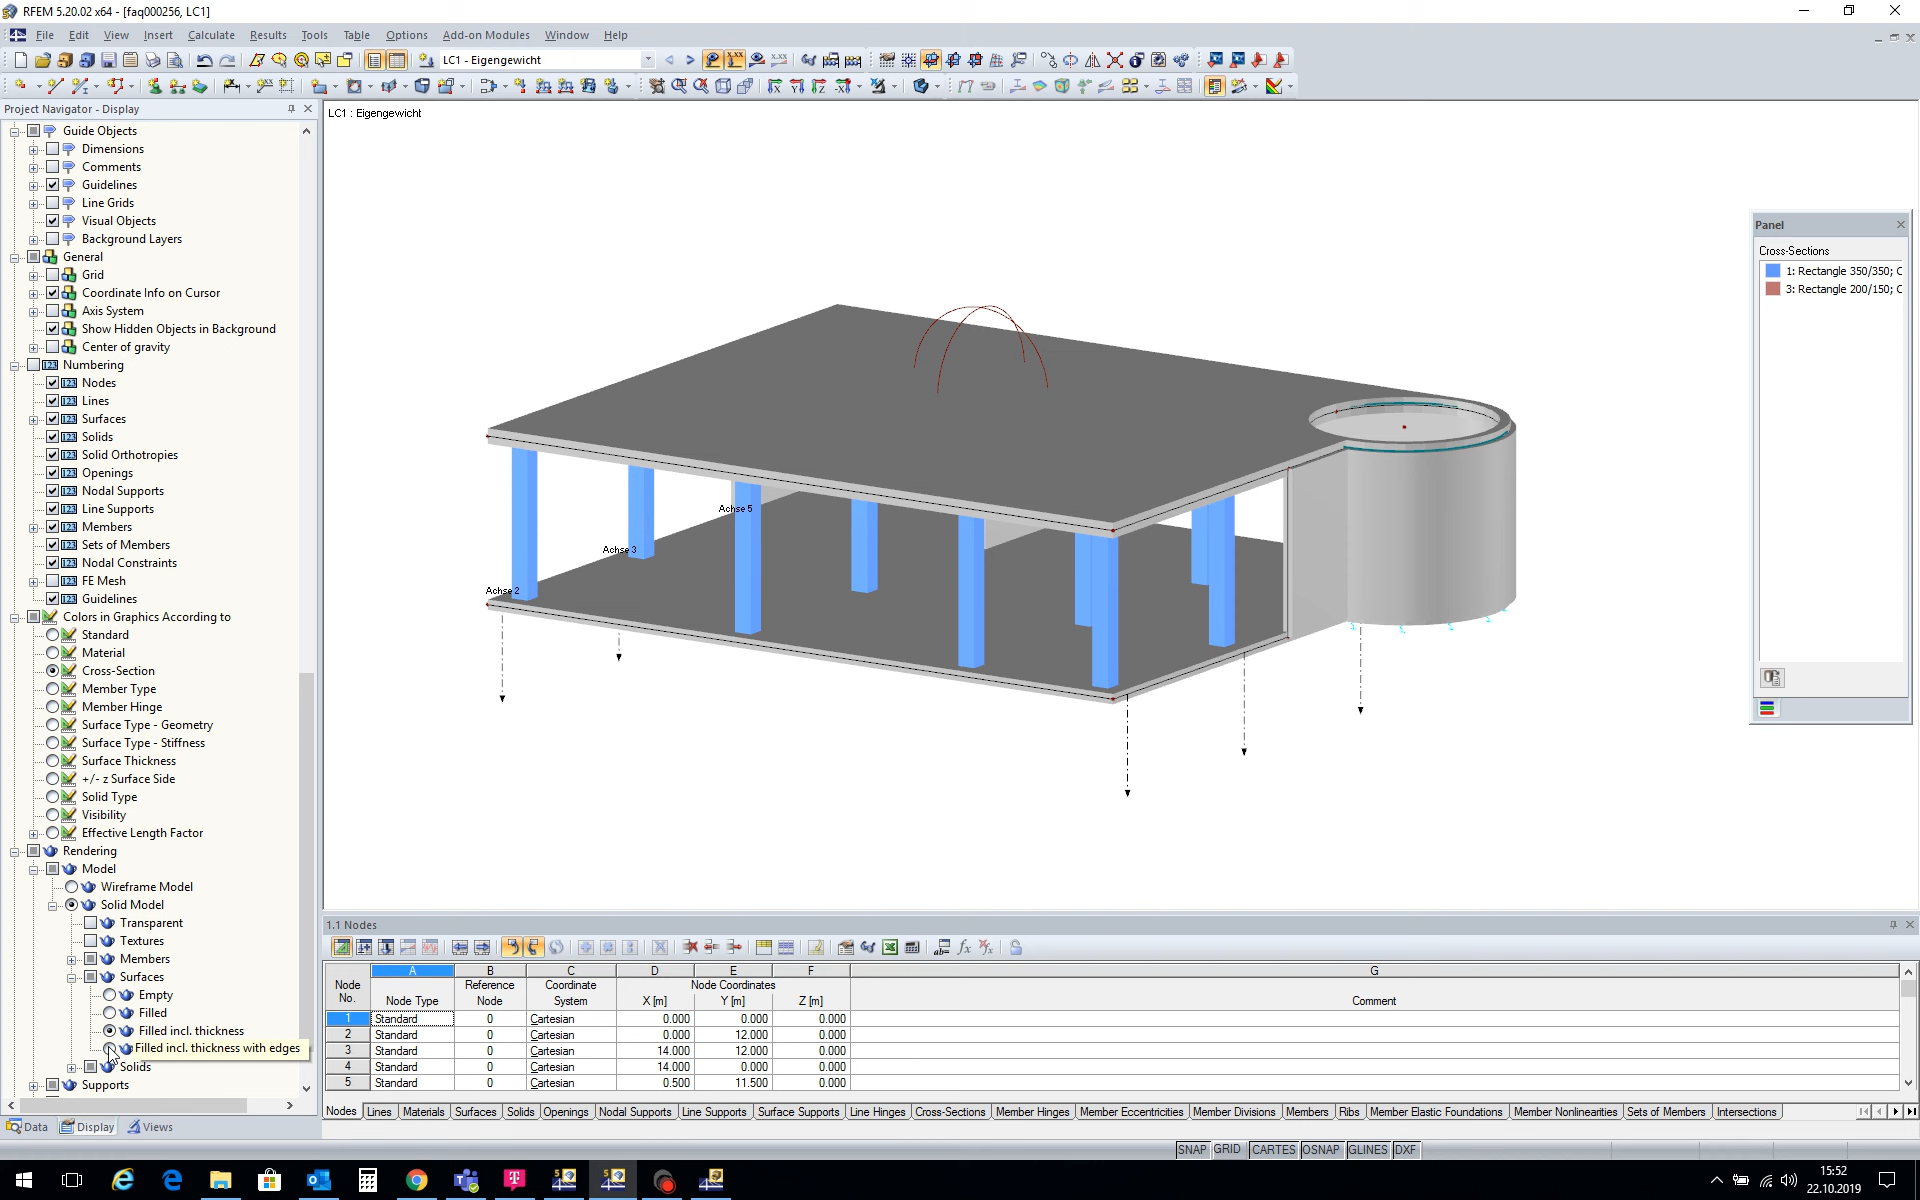 RFEM 5.20.02 x64 - [faq000256, LC1]
File Edit View Insert Calculate Results Tools Table Options Add-on Modules Window Help
LC1 - Eigengewicht
Project Navigator - Display
Guide Objects
Dimensions
Comments
Guidelines
Line Grids
Visual Objects
Background Layers
General
Grid
Coordinate Info on Cursor
Axis System
Show Hidden Objects in Background
Center of gravity
Numbering
Nodes
Lines
Surfaces
Solids
Solid Orthotropies
Openings
Nodal Supports
Line Supports
Members
Sets of Members
Nodal Constraints
FE Mesh
Guidelines
Colors in Graphics According to
Standard
Material
Cross-Section
Member Type
Member Hinge
Surface Type - Geometry
Surface Type - Stiffness
Surface Thickness
+/- z Surface Side
Solid Type
Visibility
Effective Length Factor
Rendering
Model
Wireframe Model
Solid Model
Transparent
Textures
Members
Surfaces
Empty
Filled
Filled incl. thickness
Filled incl. thickness with edges
Solids
Supports
Data Display Views
LC1 : Eigengewicht
Achse 5
Achse 3
Achse 2
Panel
Cross-Sections
1: Rectangle 350/350; C
3: Rectangle 200/150; C
1.1 Nodes
A B C D E F G
Node Reference Coordinate Node Coordinates
No. Node Type Node System X [m] Y [m] Z [m] Comment
1 Standard 0 Cartesian 0.000 0.000 0.000
2 Standard 0 Cartesian 0.000 12.000 0.000
3 Standard 0 Cartesian 14.000 12.000 0.000
4 Standard 0 Cartesian 14.000 0.000 0.000
5 Standard 0 Cartesian 0.500 11.500 0.000
Nodes Lines Materials Surfaces Solids Openings Nodal Supports Line Supports Surface Supports Line Hinges Cross-Sections Member Hinges Member Eccentricities Member Divisions Members Ribs Member Elastic Foundations Member Nonlinearities Sets of Members Intersections
SNAP GRID CARTES OSNAP GLINES DXF
15:52
22.10.2019